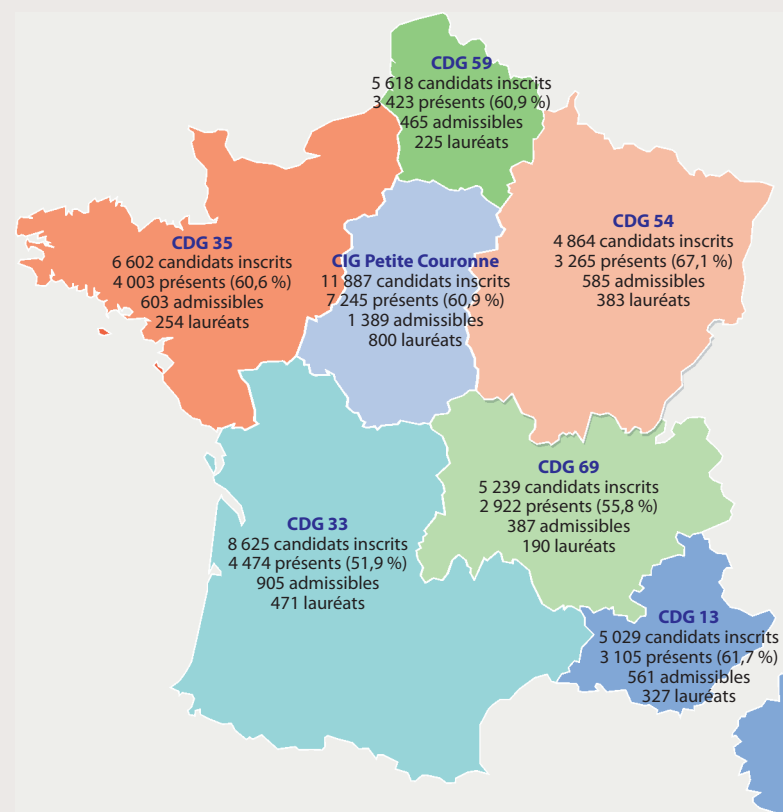 CDG 59
5 618 candidats inscrits
3 423 présents (60,9 %)
465 admissibles
225 lauréats
CDG 35
6 602 candidats inscrits
4 003 présents (60,6 %)
603 admissibles
254 lauréats
CIG Petite Couronne
11 887 candidats inscrits
7 245 présents (60,9 %)
1 389 admissibles
800 lauréats
CDG 54
4 864 candidats inscrits
3 265 présents (67,1 %)
585 admissibles
383 lauréats
CDG 69
5 239 candidats inscrits
2 922 présents (55,8 %)
387 admissibles
190 lauréats
CDG 33
8 625 candidats inscrits
4 474 présents (51,9 %)
905 admissibles
471 lauréats
CDG 13
5 029 candidats inscrits
3 105 présents (61,7 %)
561 admissibles
327 lauréats